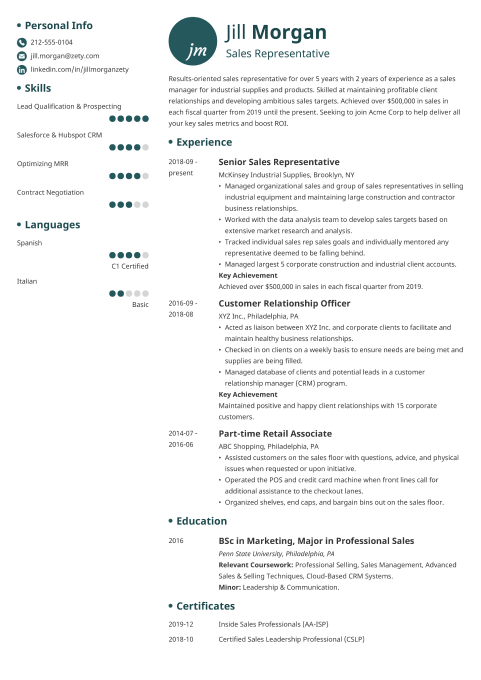 Personal Info
212-555-0104
jill.morgan@zety.com
linkedin.com/in/jillmorganzety
Skills
Lead Qualification & Prospecting
Salesforce & Hubspot CRM
Optimizing MRR
Contract Negotiation
Languages
Spanish
C1 Certified
Italian
Basic
jm
Jill Morgan
Sales Representative
Results-oriented sales representative for over 5 years with 2 years of experience as a sales
manager for industrial supplies and products. Skilled at maintaining profitable client
relationships and developing ambitious sales targets. Achieved over $500,000 in sales in
each fiscal quarter from 2019 until the present. Seeking to join Acme Corp to help deliver all
your key sales metrics and boost ROI.
Experience
2018-09 -
present
Senior Sales Representative
McKinsey Industrial Supplies, Brooklyn, NY
• Managed organizational sales and group of sales representatives in selling
industrial equipment and maintaining large construction and contractor
business relationships.
• Worked with the data analysis team to develop sales targets based on
extensive market research and analysis.
• Tracked individual sales rep sales goals and individually mentored any
representative deemed to be falling behind.
• Managed largest 5 corporate construction and industrial client accounts.
Key Achievement
Achieved over $500,000 in sales in each fiscal quarter from 2019.
2016-09 -
2018-08
Customer Relationship Officer
XYZ Inc., Philadelphia, PA
• Acted as liaison between XYZ Inc. and corporate clients to facilitate and
maintain healthy business relationships.
• Checked in on clients on a weekly basis to ensure needs are being met and
supplies are being filled.
• Managed database of clients and potential leads in a customer
relationship manager (CRM) program.
Key Achievement
Maintained positive and happy client relationships with 15 corporate
customers.
2014-07 -
2016-06
Part-time Retail Associate
ABC Shopping, Philadelphia, PA
• Assisted customers on the sales floor with questions, advice, and physical
issues when requested or upon initiative.
• Operated the POS and credit card machine when front lines call for
additional assistance to the checkout lanes.
• Organized shelves, end caps, and bargain bins out on the sales floor.
Education
2016
BSc in Marketing, Major in Professional Sales
Penn State University, Philadelphia, PA
Relevant Coursework: Professional Selling, Sales Management, Advanced
Sales & Selling Techniques, Cloud-Based CRM Systems.
Minor: Leadership & Communication.
Certificates
2019-12 Inside Sales Professionals (AA-ISP)
2018-10 Certified Sales Leadership Professional (CSLP)